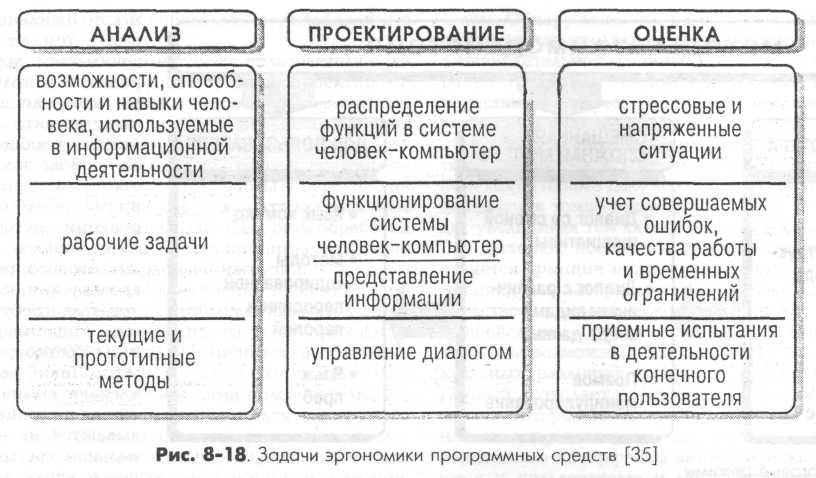 АНАЛИЗ
возможности, способ-
ности и навыки чело-
века, используемые
в информационной
деятельности
рабочие задачи
текущие и
прототипные
методы
ПРОЕКТИРОВАНИЕ
распределение
функций в системе
человек–компьютер
функционирование
системы
человек–компьютер
представление
информации
управление диалогом
ОЦЕНКА
стрессовые и
напряженные
ситуации
учет совершаемых
ошибок,
качества работы
и временных
ограничений
приемные испытания
в деятельности
конечного
пользователя
Рис. 8-18. Задачи эргономики программных средств [35]